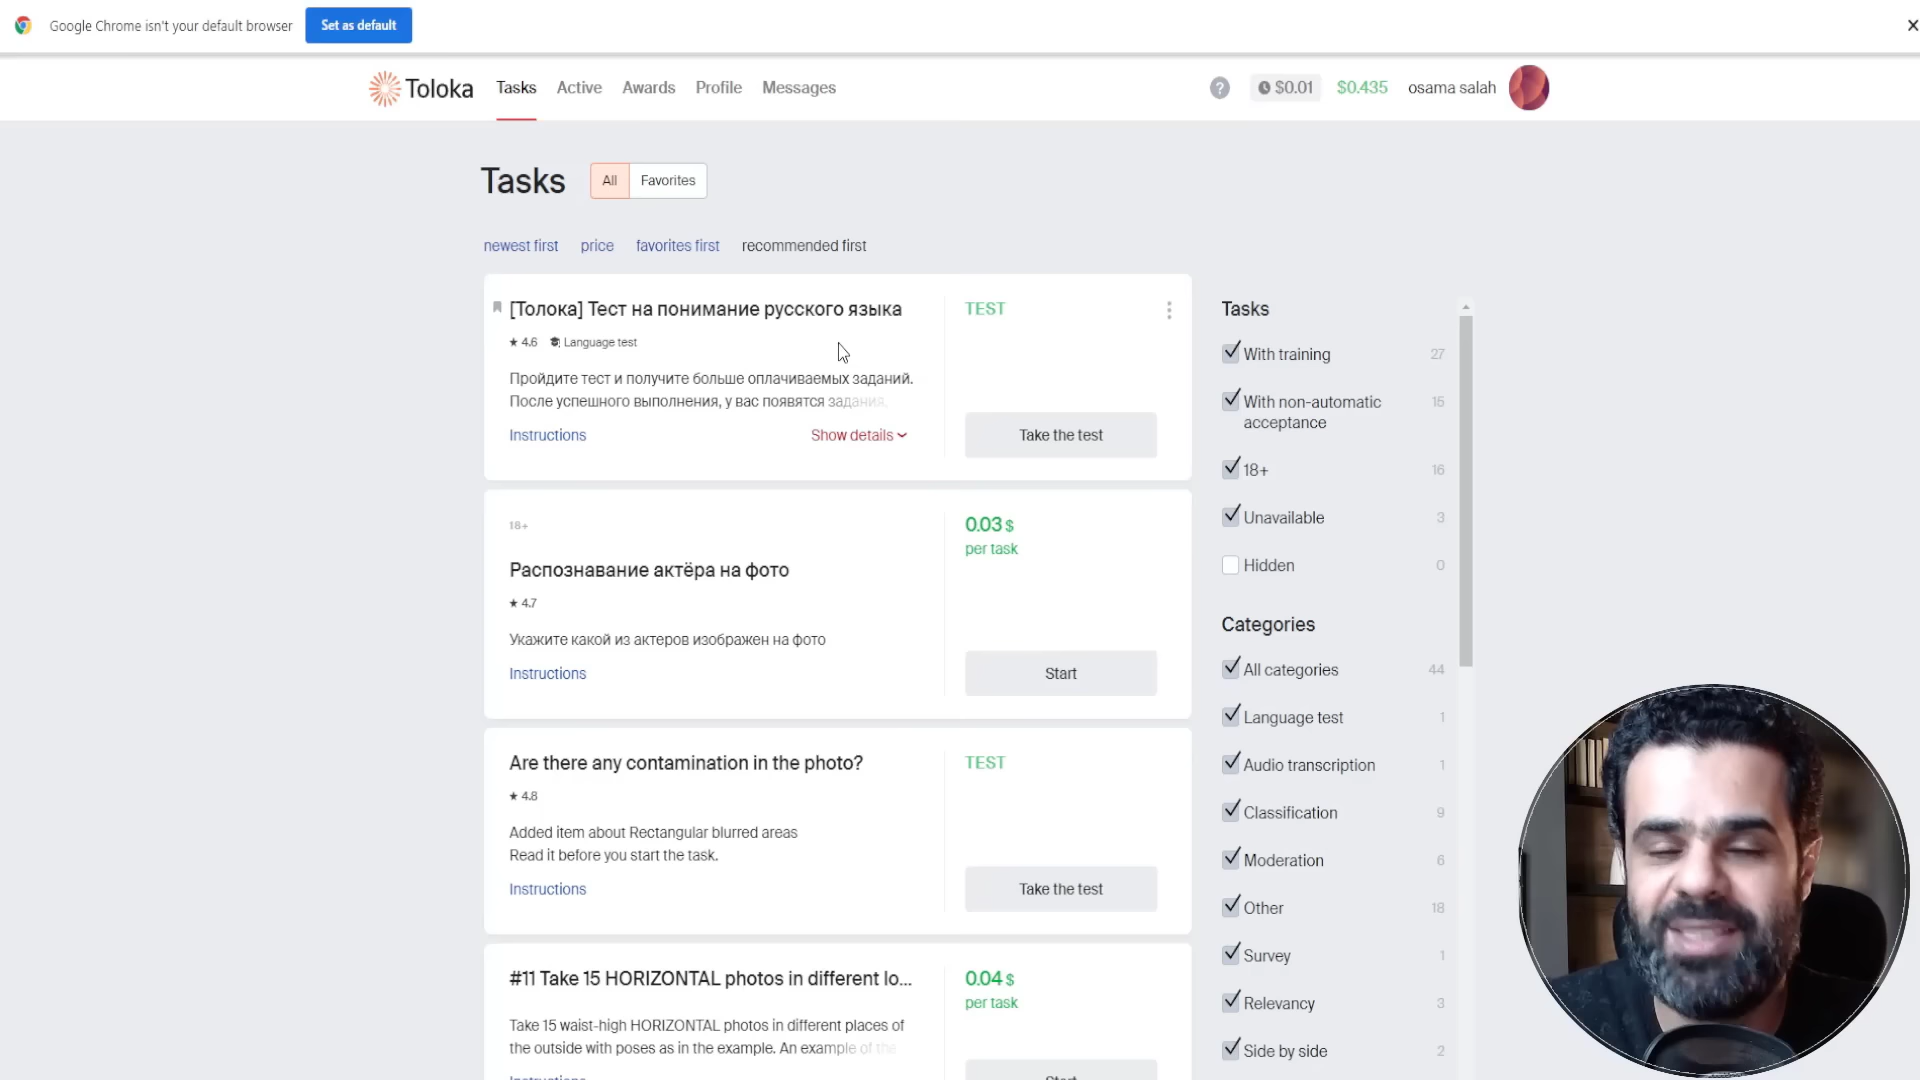 Google Chrome isn't your default browser
Set as default
Toloka
Tasks
Active
Awards
Profile
Messages
?
$0.01
$0.435
osama salah
Tasks
All
Favorites
newest first
price
favorites first
recommended first
[Толока] Тест на понимание русского языка
4.6
Language test
Пройдите тест и получите больше оплачиваемых заданий.
После успешного выполнения, у вас появятся задания.
Instructions
Show details
TEST
Take the test
18+
Распознавание актёра на фото
4.7
Укажите какой из актеров изображен на фото
Instructions
0.03 $
per task
Start
Are there any contamination in the photo?
4.8
Added item about Rectangular blurred areas
Read it before you start the task.
Instructions
TEST
Take the test
#11 Take 15 HORIZONTAL photos in different lo...
Take 15 waist-high HORIZONTAL photos in different places of
the outside with poses as in the example. An example of the
Instructions
0.04 $
per task
Start
Tasks
With training 27
With non-automatic
acceptance 15
18+ 16
Unavailable 3
Hidden 0
Categories
All categories 44
Language test 1
Audio transcription 1
Classification 9
Moderation 6
Other 18
Survey 1
Relevancy 3
Side by side 2